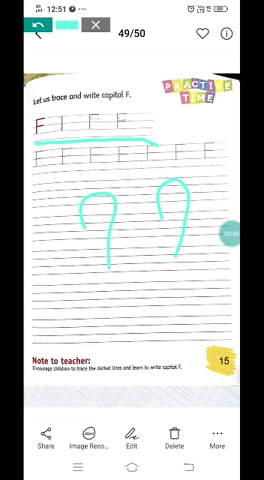 12:51
49/50
PRACTICE
TIME
Let us trace and write capital F.
F F F F
F F F F F F F
00:58
Note to teacher:
Encourage children to trace the dotted lines and learn to write capital F.
15
Share Image Reco... Edit Delete More